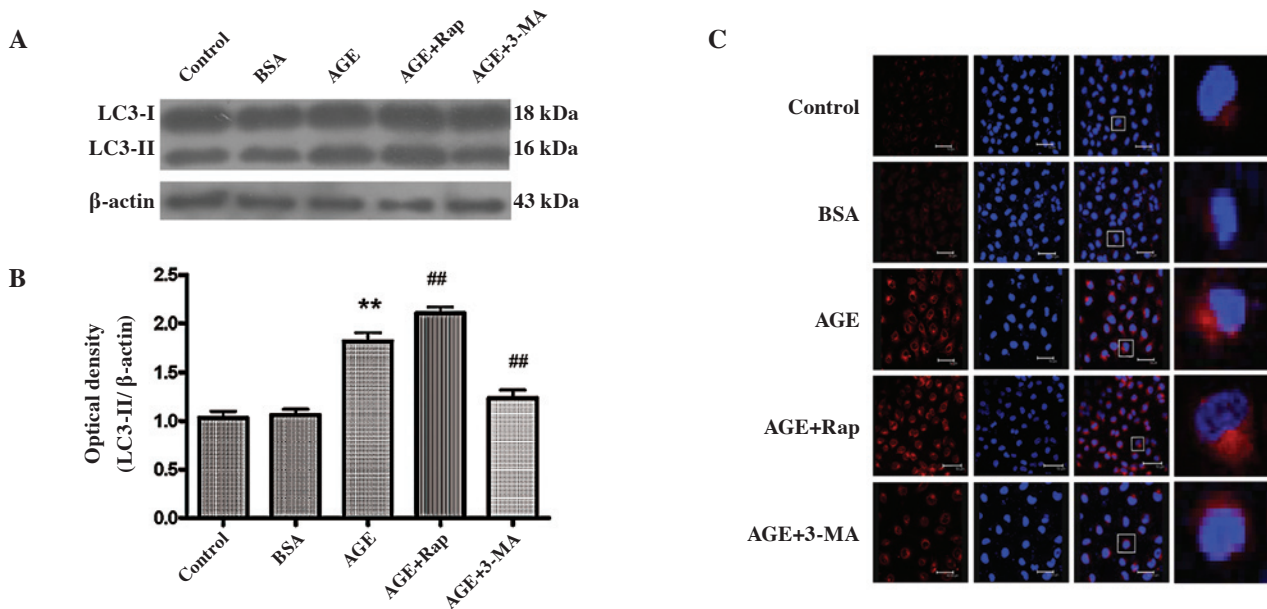 A
Control
BSA
AGE
AGE+Rap
AGE+3-MA
LC3-I
18 kDa
LC3-II
16 kDa
β-actin
43 kDa
B
Optical density
(LC3-II/ β-actin)
2.5
2.0
1.5
1.0
0.5
0.0
**
##
##
Control
BSA
AGE
AGE+Rap
AGE+3-MA
C
Control
BSA
AGE
AGE+Rap
AGE+3-MA